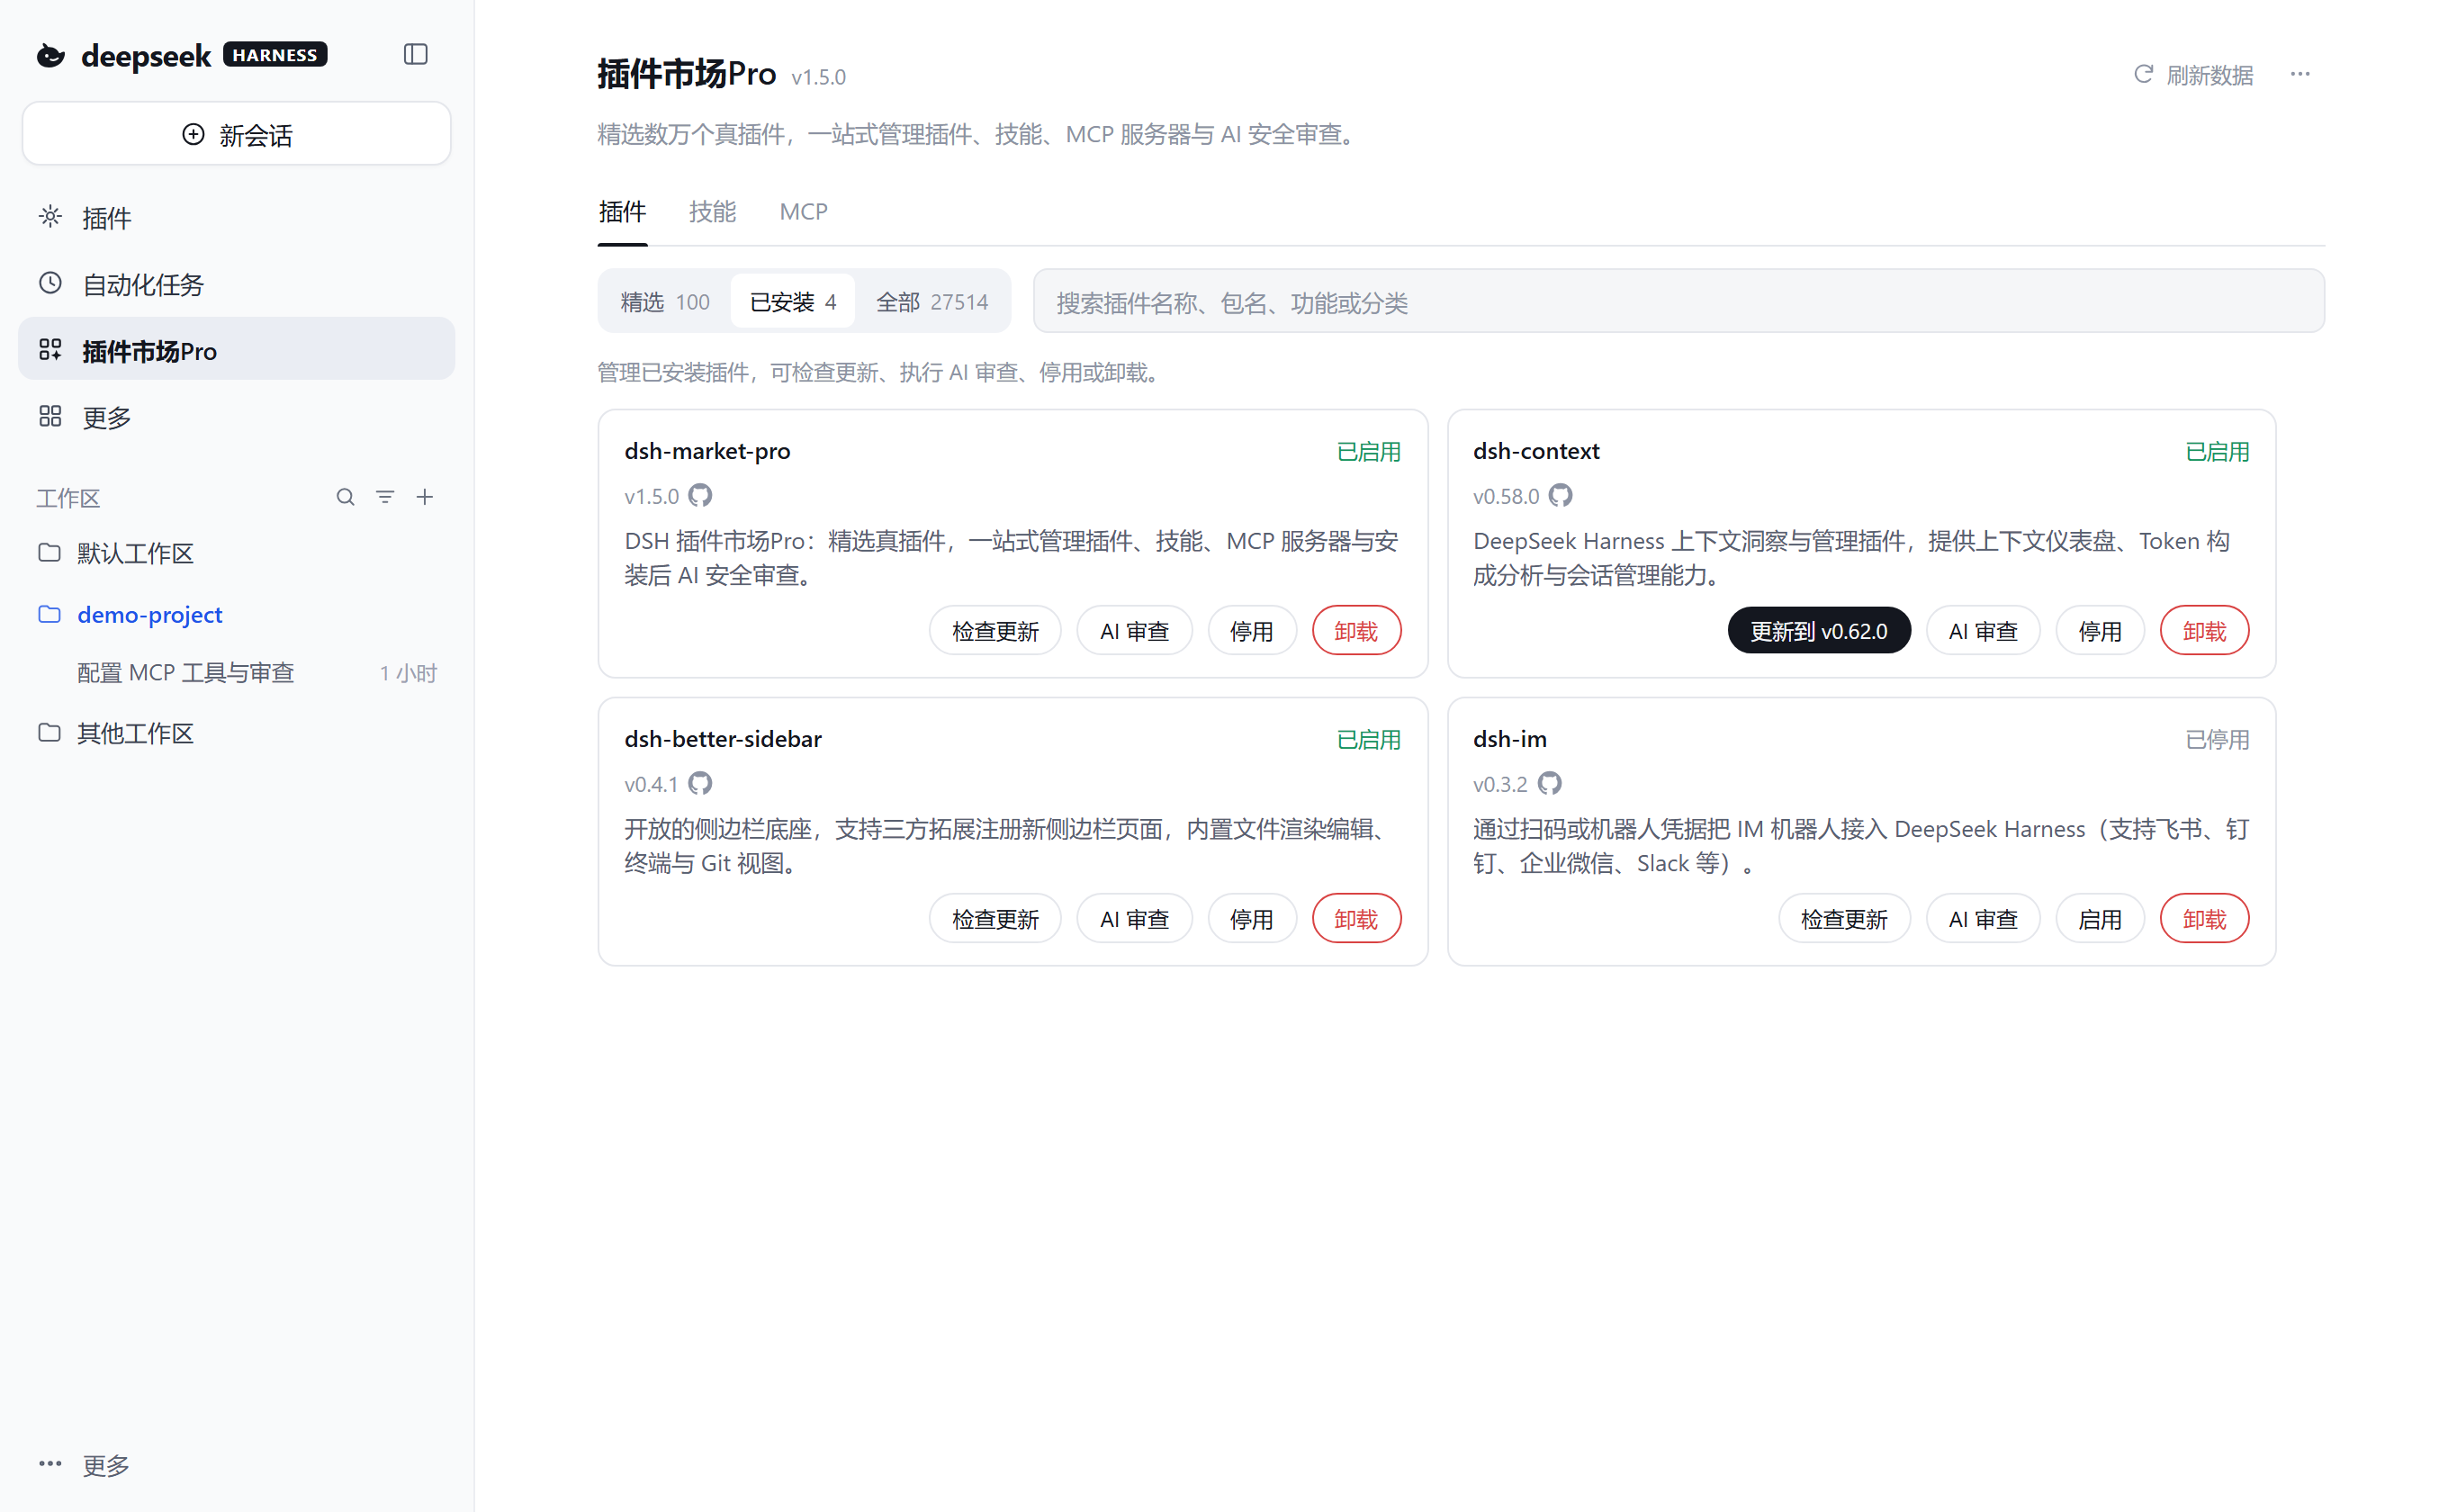 deepseek HARNESS
新会话
插件
自动化任务
插件市场Pro
更多
工作区
默认工作区
demo-project
配置 MCP 工具与审查 1 小时
其他工作区
更多
插件市场Pro v1.5.0
刷新数据
精选数万个真插件，一站式管理插件、技能、MCP 服务器与 AI 安全审查。
插件 技能 MCP
精选 100 已安装 4 全部 27514
搜索插件名称、包名、功能或分类
管理已安装插件，可检查更新、执行 AI 审查、停用或卸载。
dsh-market-pro 已启用
v1.5.0
DSH 插件市场Pro：精选真插件，一站式管理插件、技能、MCP 服务器与安
装后 AI 安全审查。
检查更新 AI 审查 停用 卸载
dsh-context 已启用
v0.58.0
DeepSeek Harness 上下文洞察与管理插件，提供上下文仪表盘、Token 构
成分析与会话管理能力。
更新到 v0.62.0 AI 审查 停用 卸载
dsh-better-sidebar 已启用
v0.4.1
开放的侧边栏底座，支持三方拓展注册新侧边栏页面，内置文件渲染编辑、
终端与 Git 视图。
检查更新 AI 审查 停用 卸载
dsh-im 已停用
v0.3.2
通过扫码或机器人凭据把 IM 机器人接入 DeepSeek Harness（支持飞书、钉
钉、企业微信、Slack 等）。
检查更新 AI 审查 启用 卸载